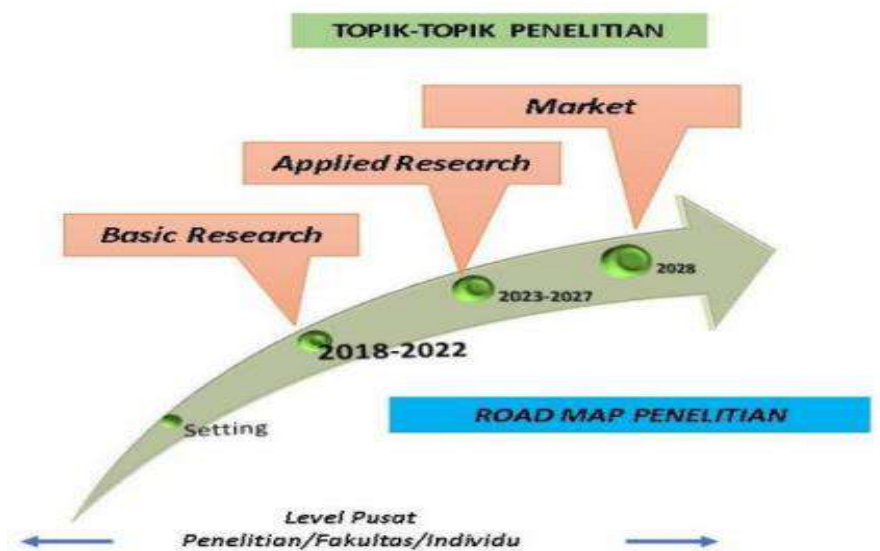 TOPIK-TOPIK PENELITIAN
Market
Applied Research
Basic Research
2028
2023-2027
2018-2022
Setting
ROAD MAP PENELITIAN
Level Pusat
Penelitian/Fakultas/Individu